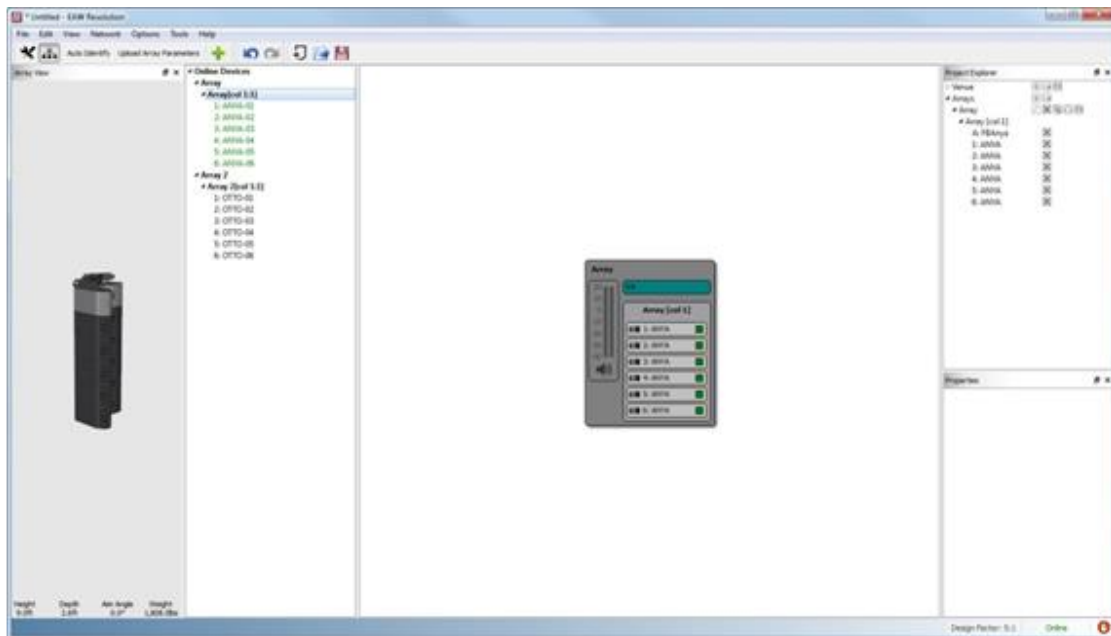 * Untitled - EAW Resolution
File Edit View Network Options Tools Help
Auto Identify Upload Array Parameters
Array View
Online Devices
Array
Array[col 1:1]
1: ANYA-01
2: ANYA-02
3: ANYA-03
4: ANYA-04
5: ANYA-05
6: ANYA-06
Array 2
Array 2[col 1:1]
1: OTTO-01
2: OTTO-02
3: OTTO-03
4: OTTO-04
5: OTTO-05
6: OTTO-06
Array
Array [col 1]
1: ANYA
2: ANYA
3: ANYA
4: ANYA
5: ANYA
6: ANYA
Project Explorer
Venue
Arrays
Array
Array [col 1]
A: FBAnya
1: ANYA
2: ANYA
3: ANYA
4: ANYA
5: ANYA
6: ANYA
Properties
Height Depth Aim Angle Weight
0.0°
Design Factor: 5:1 Online